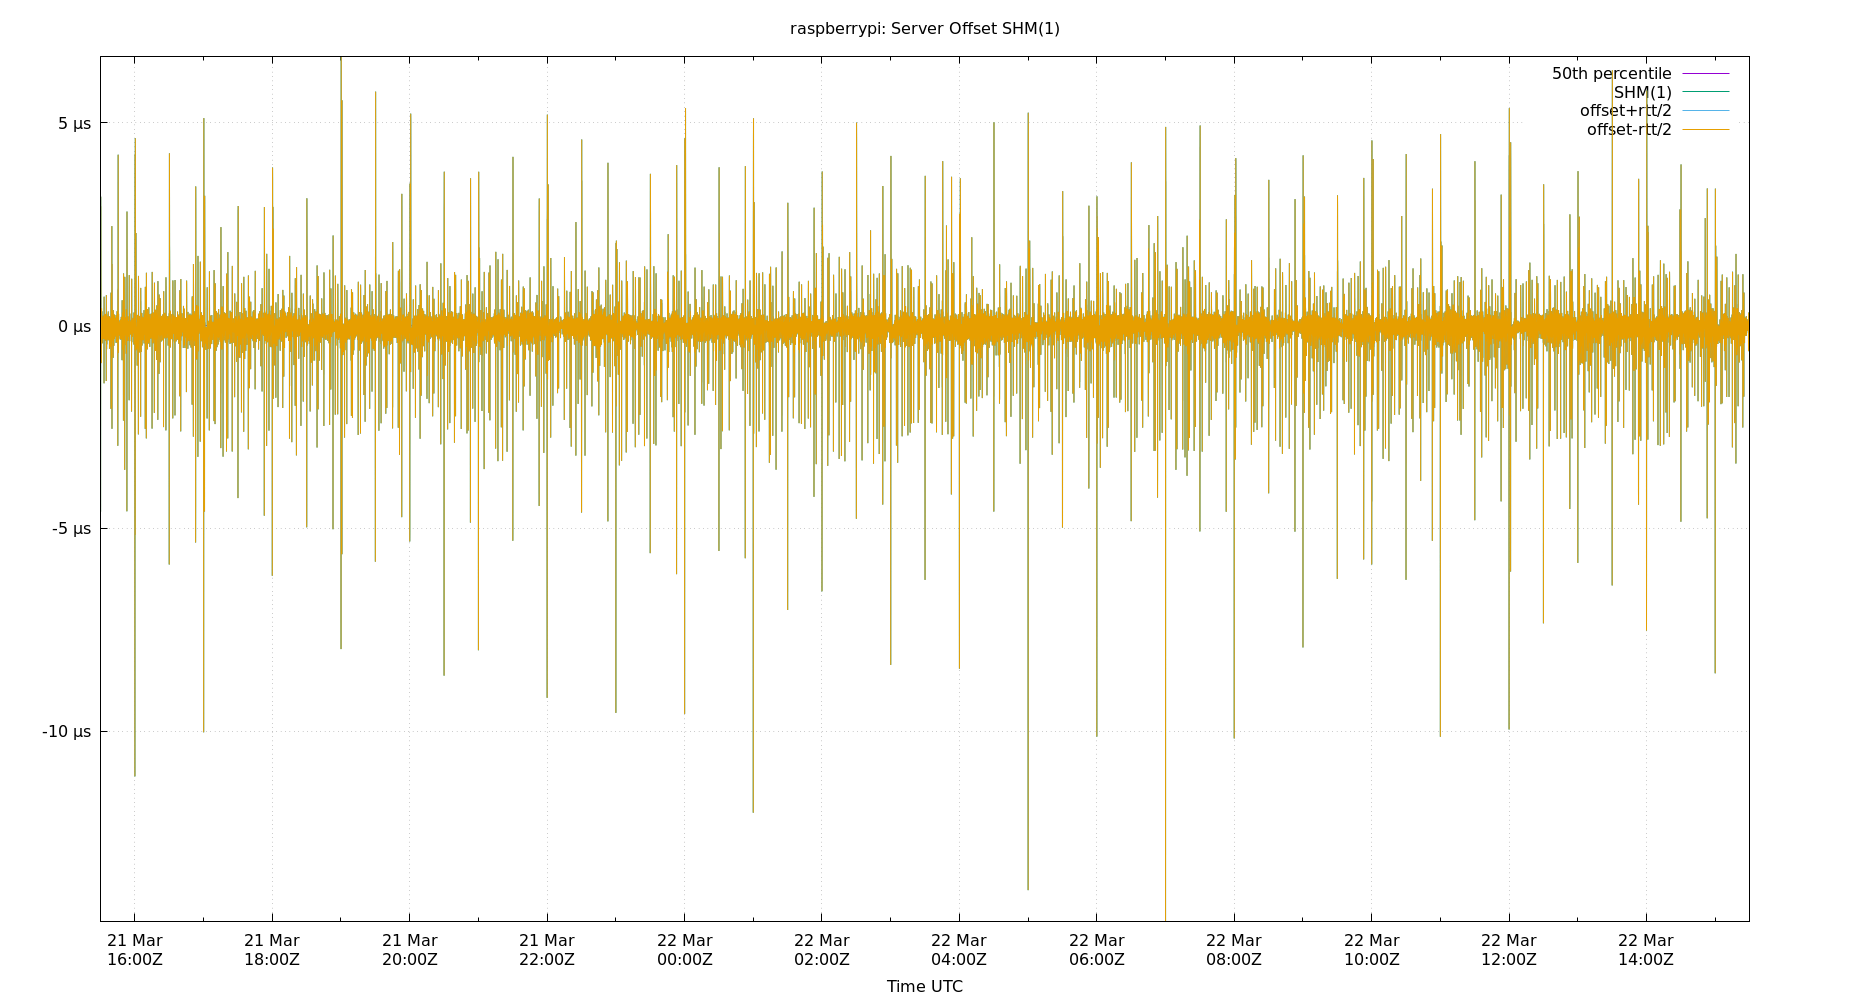 raspberrypi: Server Offset SHM(1)
50th percentile
SHM(1)
offset+rtt/2
offset-rtt/2
5 µs
0 µs
-5 µs
-10 µs
21 Mar 21 Mar 21 Mar 21 Mar 22 Mar 22 Mar 22 Mar 22 Mar 22 Mar 22 Mar 22 Mar 22 Mar
16:00Z 18:00Z 20:00Z 22:00Z 00:00Z 02:00Z 04:00Z 06:00Z 08:00Z 10:00Z 12:00Z 14:00Z
Time UTC